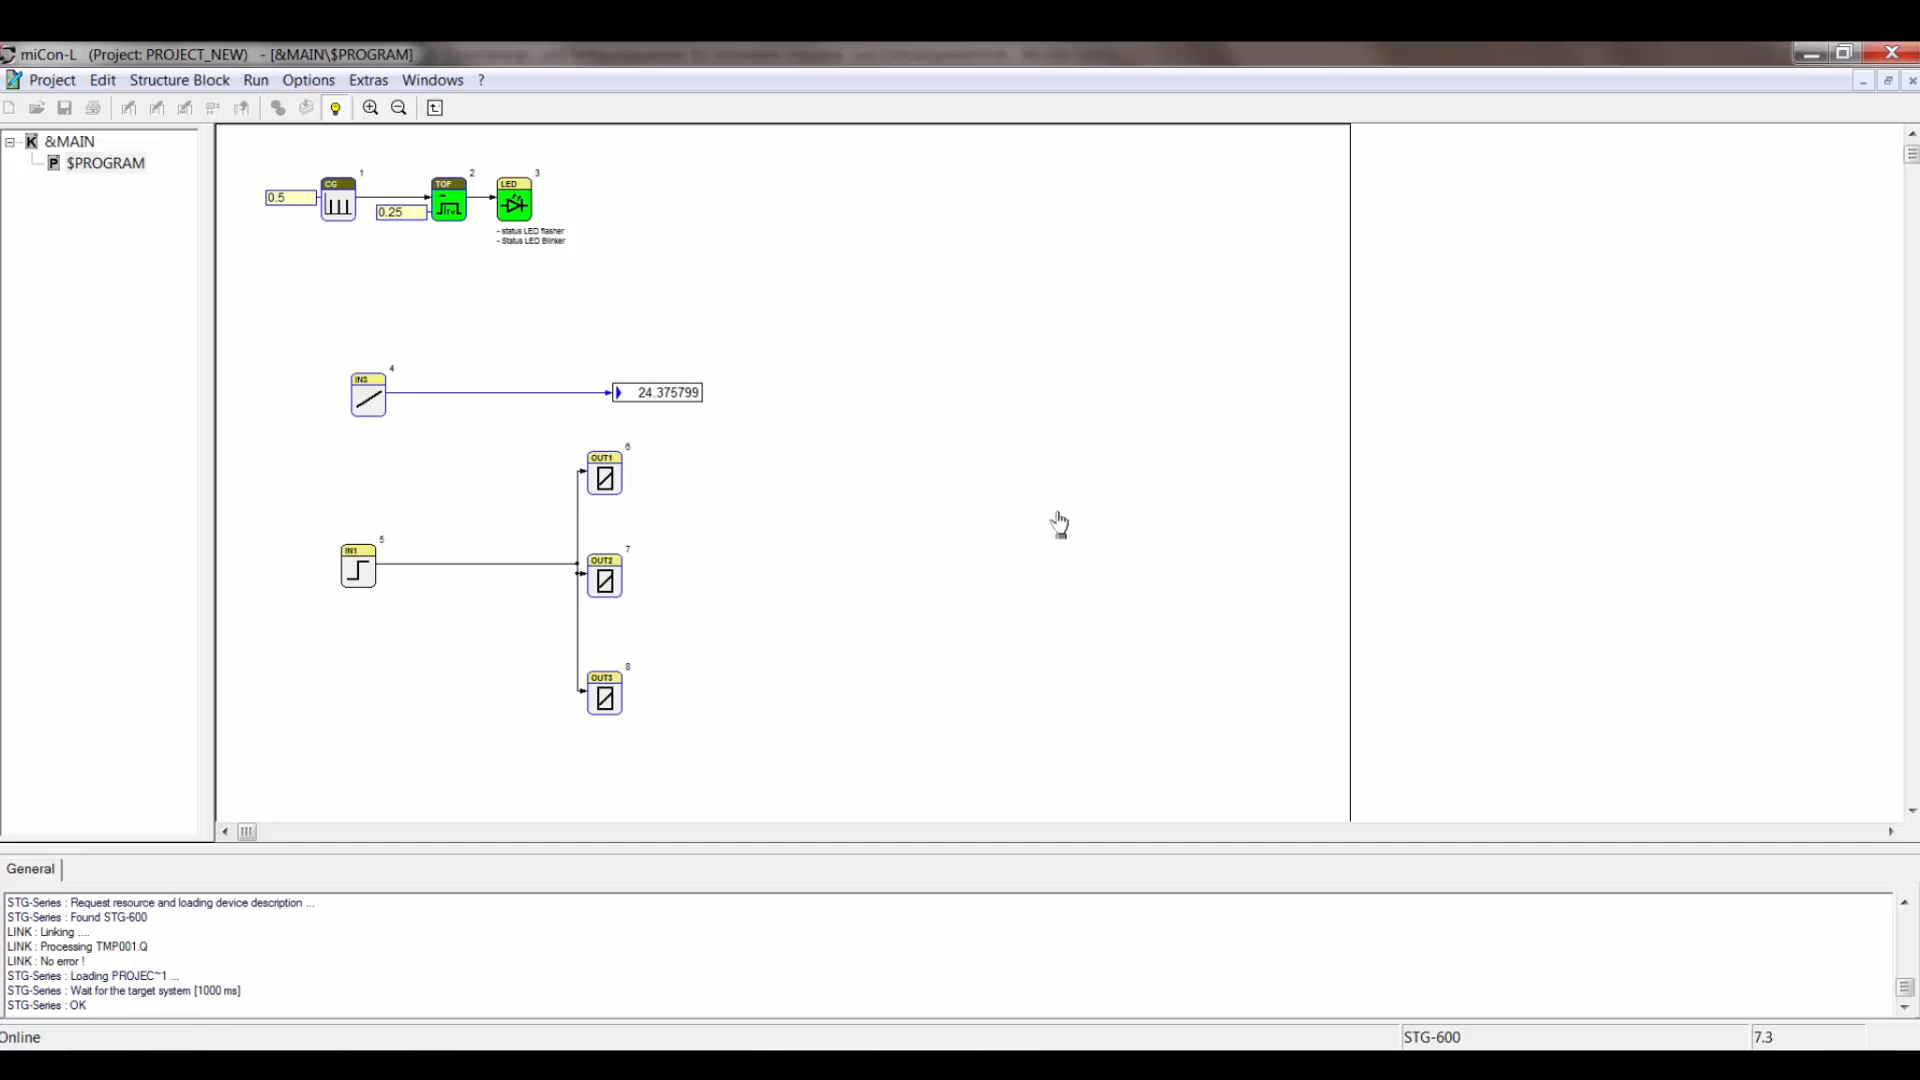 miCon-L (Project: PROJECT_NEW) - [&MAIN\$PROGRAM]
Project Edit Structure Block Run Options Extras Windows ?
&MAIN
$PROGRAM
K
P
1
2
3
CG
TOF
LED
0.5
0.25
- status LED flasher
- Status LED Blinker
4
IN3
24.375799
6
OUT1
5
IN1
7
OUT2
8
OUT3
General
STG-Series : Request resource and loading device description ...
STG-Series : Found STG-600
LINK : Linking ....
LINK : Processing TMP001.Q
LINK : No error !
STG-Series : Loading PROJEC~1 ...
STG-Series : Wait for the target system [1000 ms]
STG-Series : OK
Online
STG-600
7.3